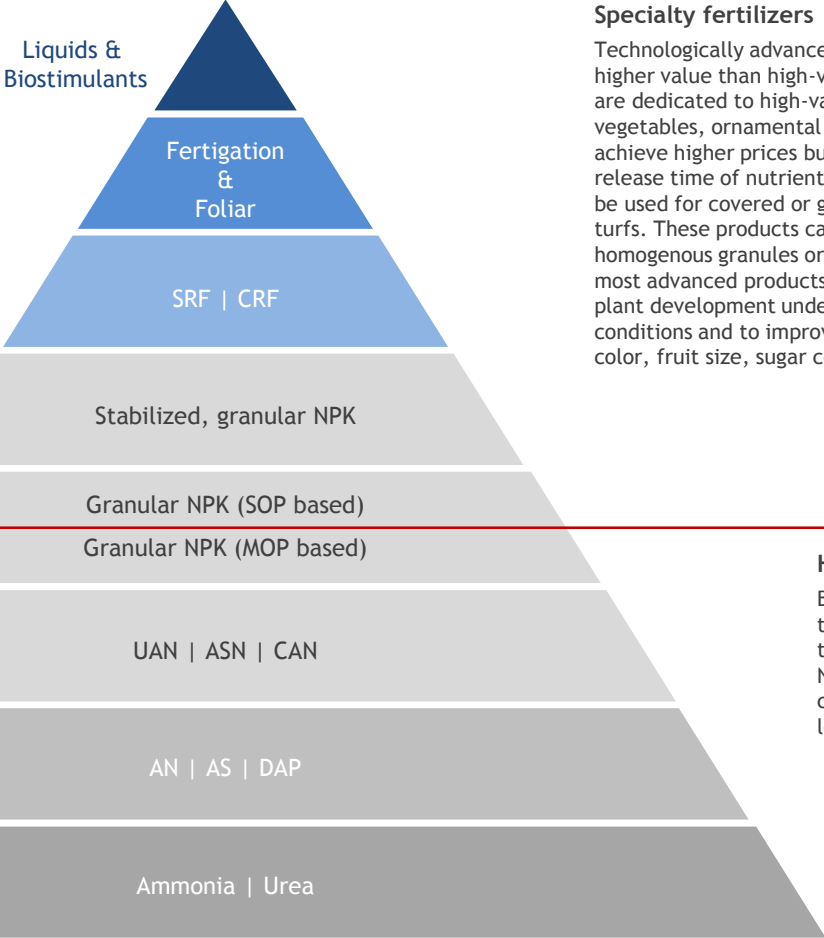 Liquids &
Biostimulants
Fertigation
&
Foliar
SRF | CRF
Stabilized, granular NPK
Granular NPK (SOP based)
Granular NPK (MOP based)
UAN | ASN | CAN
AN | AS | DAP
Ammonia | Urea
Specialty fertilizers
Technologically advance
higher value than high-v
are dedicated to high-va
vegetables, ornamental
achieve higher prices bu
release time of nutrient
be used for covered or g
turfs. These products ca
homogenous granules or
most advanced products
plant development unde
conditions and to improv
color, fruit size, sugar c